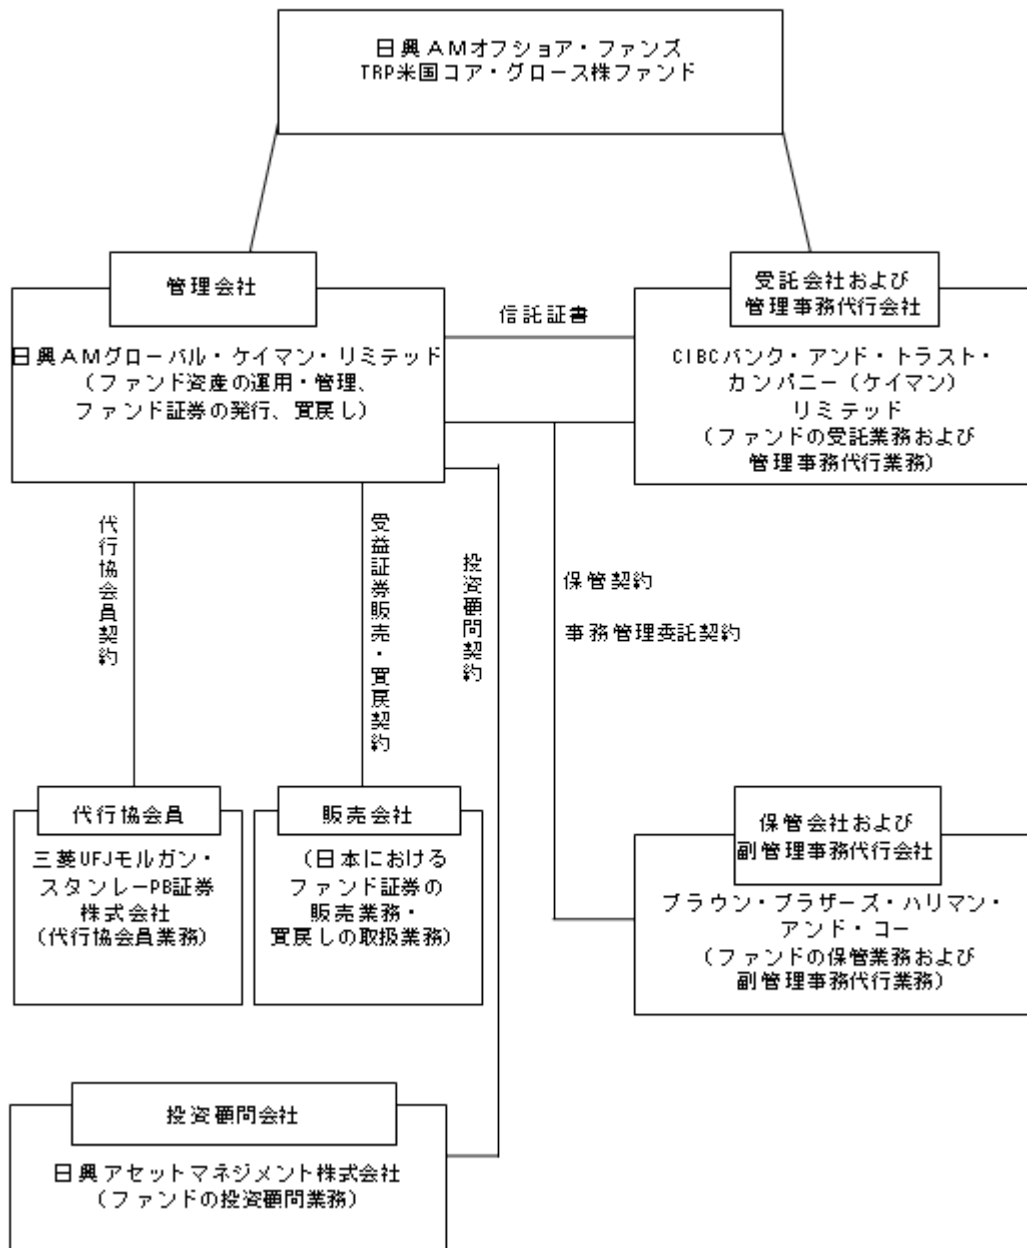 日興AMオフショア・ファンズ
TRP米国コア・グロース株ファンド
管理会社
日興AMグローバル・ケイマン・リミテッド
（ファンド資産の運用・管理、
ファンド証券の発行、買戻し）
信託証書
受託会社および
管理事務代行会社
CIBCバンク・アンド・トラスト・
カンパニー（ケイマン）
リミテッド
（ファンドの受託業務および
管理事務代行業務）
代行協会員契約
受益証券販売・買戻契約
投資顧問契約
保管契約
事務管理委託契約
代行協会員
三菱UFJモルガン・
スタンレーPB証券
株式会社
（代行協会員業務）
販売会社
（日本における
ファンド証券の
販売業務・
買戻しの取扱業務）
保管会社および
副管理事務代行会社
ブラウン・ブラザーズ・ハリマン・
アンド・コー
（ファンドの保管業務および
副管理事務代行業務）
投資顧問会社
日興アセットマネジメント株式会社
（ファンドの投資顧問業務）